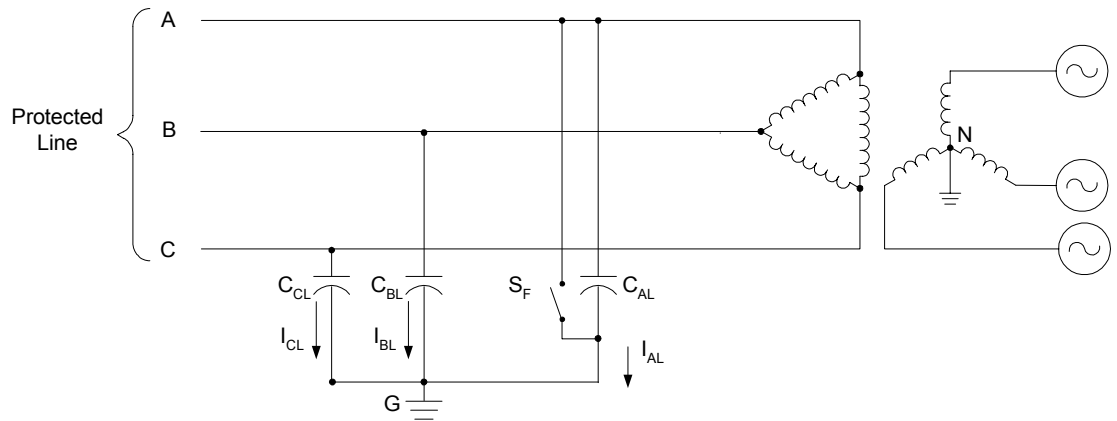 A
Protected
Line
B
N
C
C_CL
C_BL
S_F
C_AL
I_CL
I_BL
I_AL
G